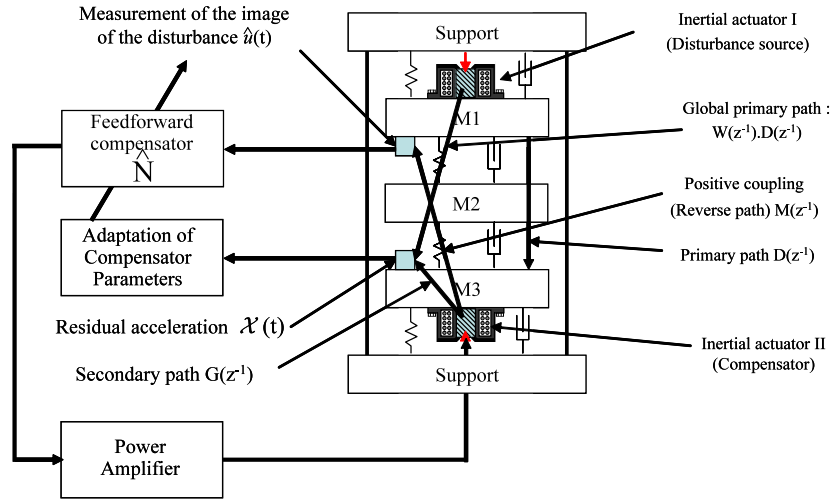 Measurement of the image
of the disturbance û(t)
Support
Inertial actuator I
(Disturbance source)
M1
Global primary path :
W(z⁻¹).D(z⁻¹)
Feedforward
compensator
N̂
M2
Positive coupling
(Reverse path) M(z⁻¹)
Adaptation of
Compensator
Parameters
Primary path D(z⁻¹)
M3
Residual acceleration 𝒳(t)
Inertial actuator II
(Compensator)
Secondary path G(z⁻¹)
Support
Power
Amplifier